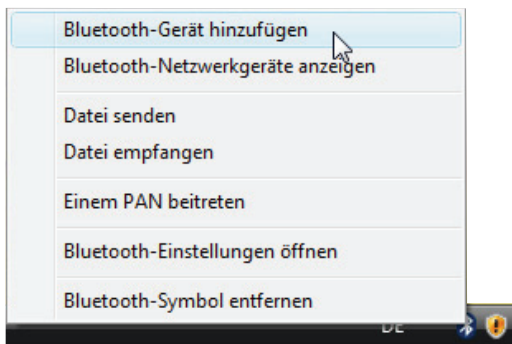 Bluetooth-Gerät hinzufügen
Bluetooth-Netzwerkgeräte anzeigen
Datei senden
Datei empfangen
Einem PAN beitreten
Bluetooth-Einstellungen öffnen
Bluetooth-Symbol entfernen
DE